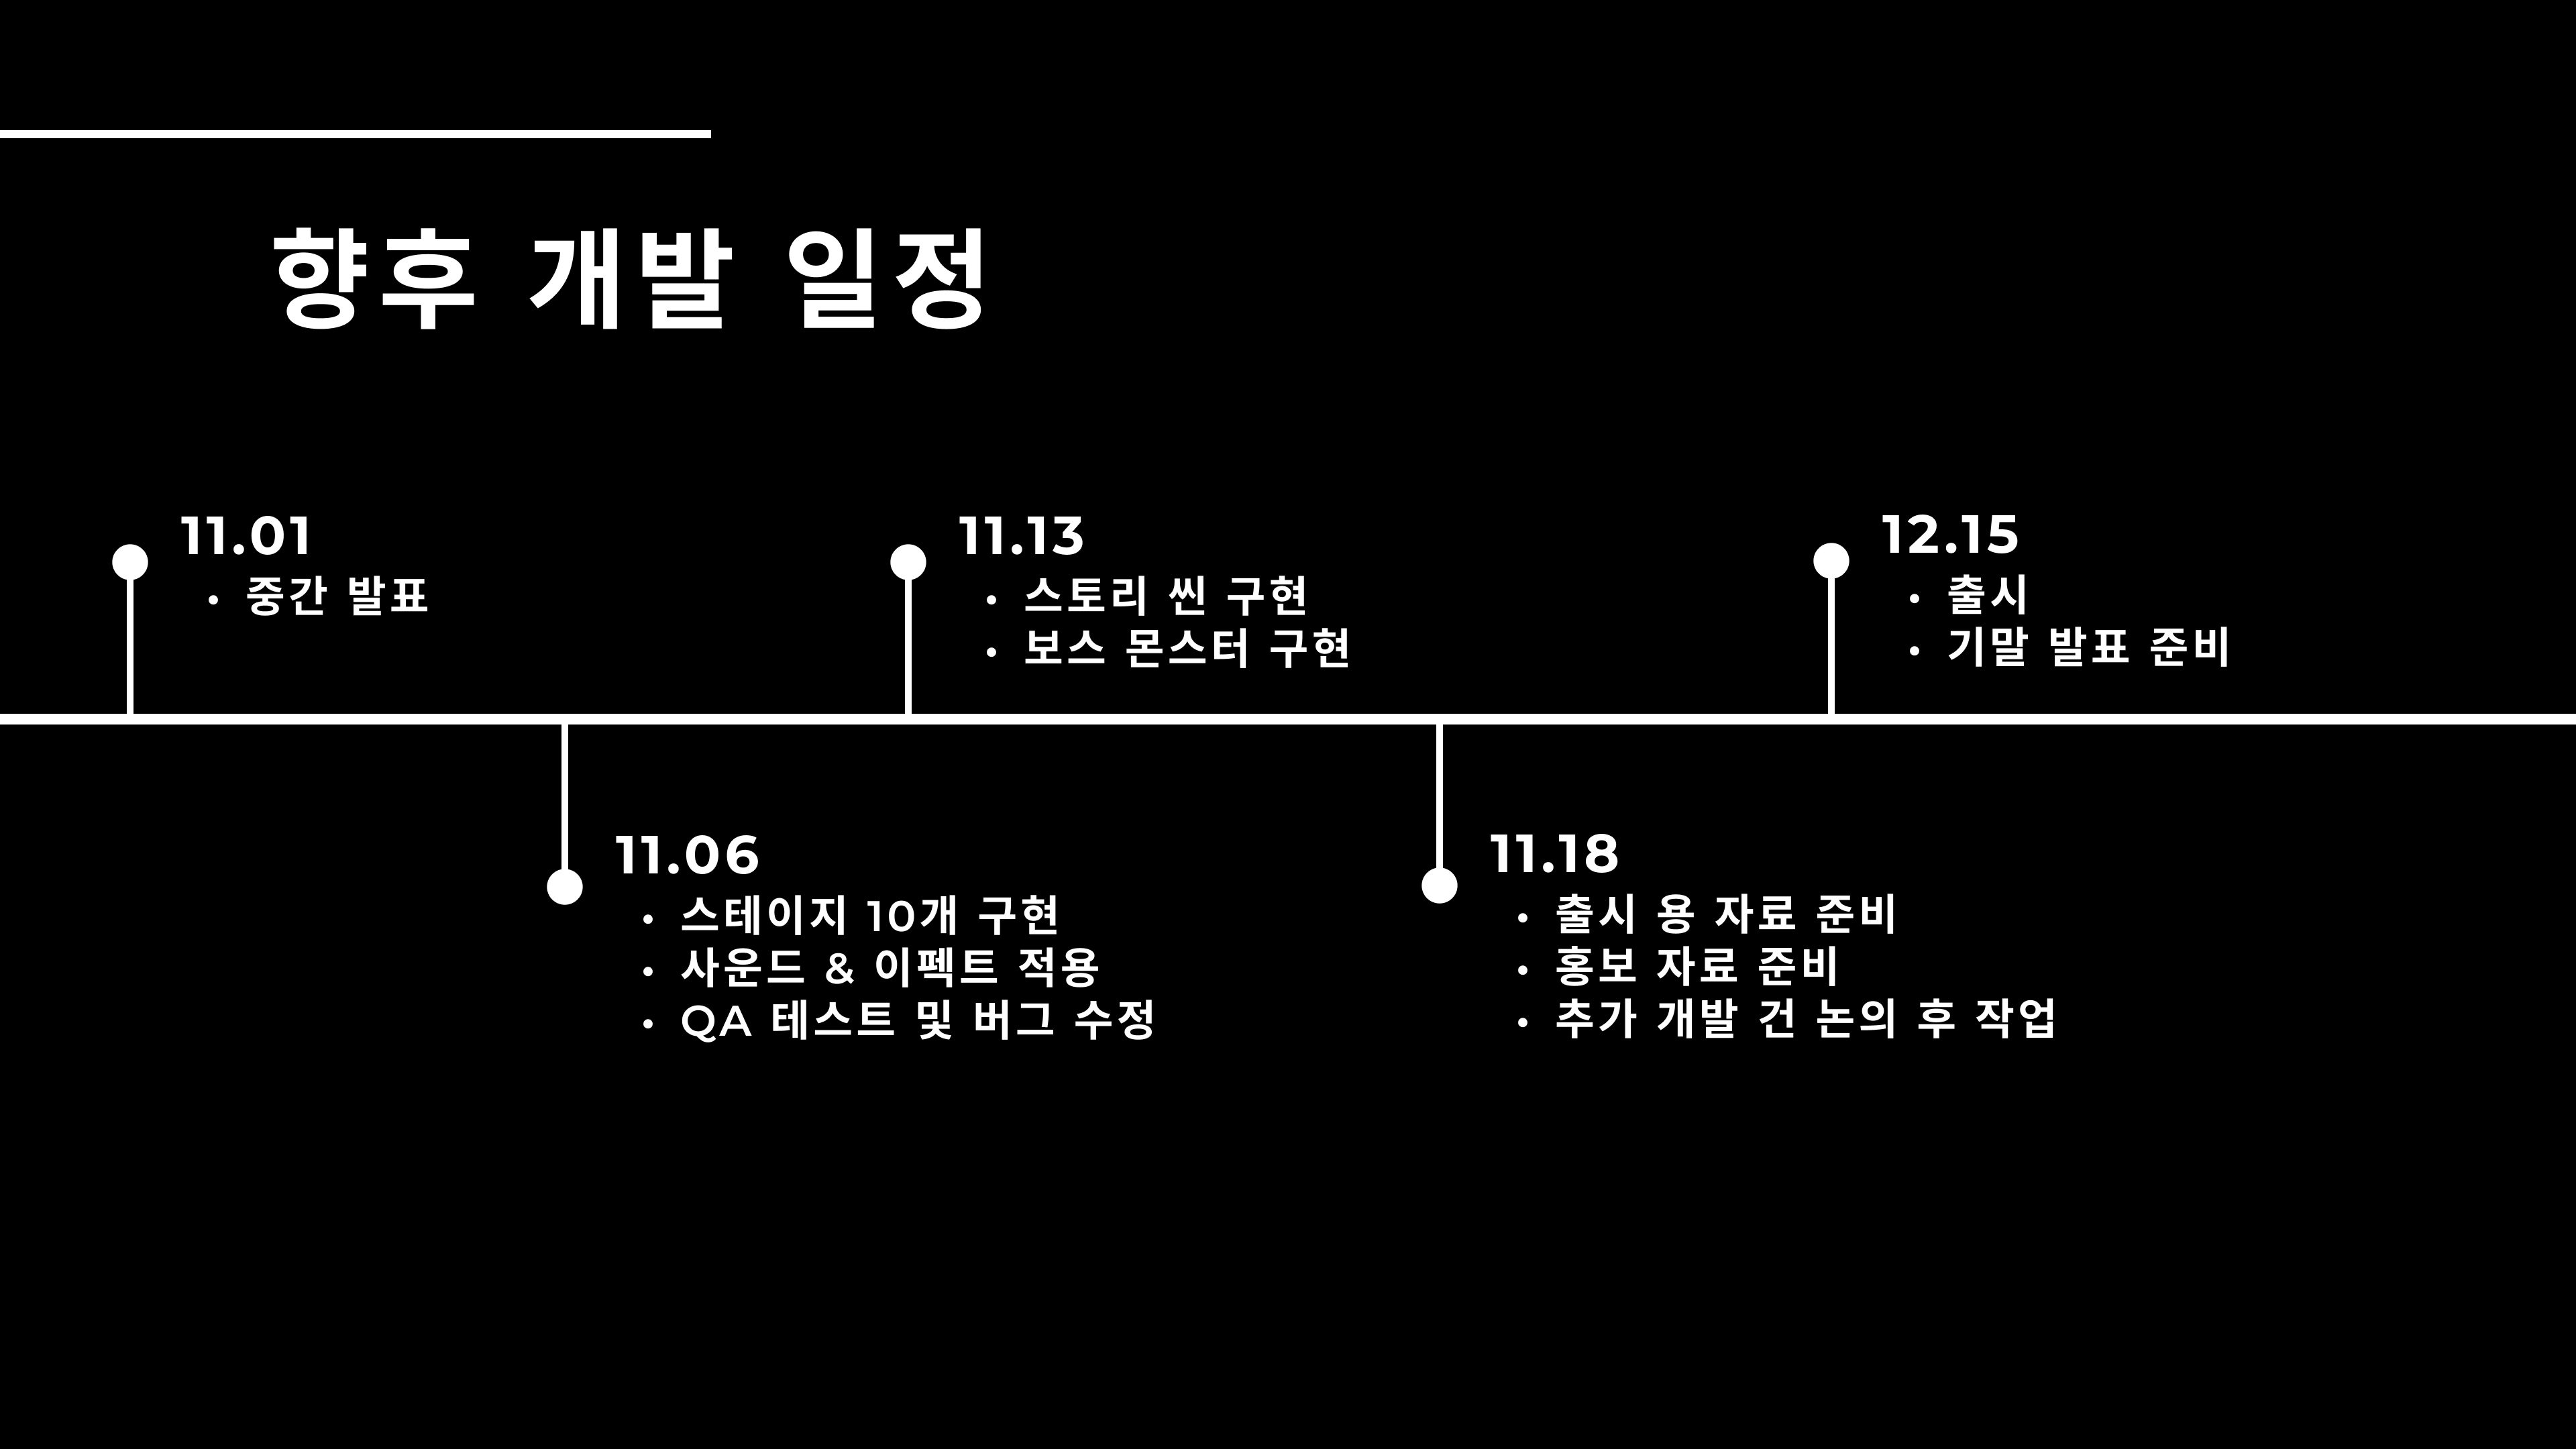 향후 개발 일정
11.01
• 중간 발표
11.06
• 스테이지 10개 구현
• 사운드 & 이펙트 적용
• QA 테스트 및 버그 수정
11.13
• 스토리 씬 구현
• 보스 몬스터 구현
11.18
• 출시 용 자료 준비
• 홍보 자료 준비
• 추가 개발 건 논의 후 작업
12.15
• 출시
• 기말 발표 준비